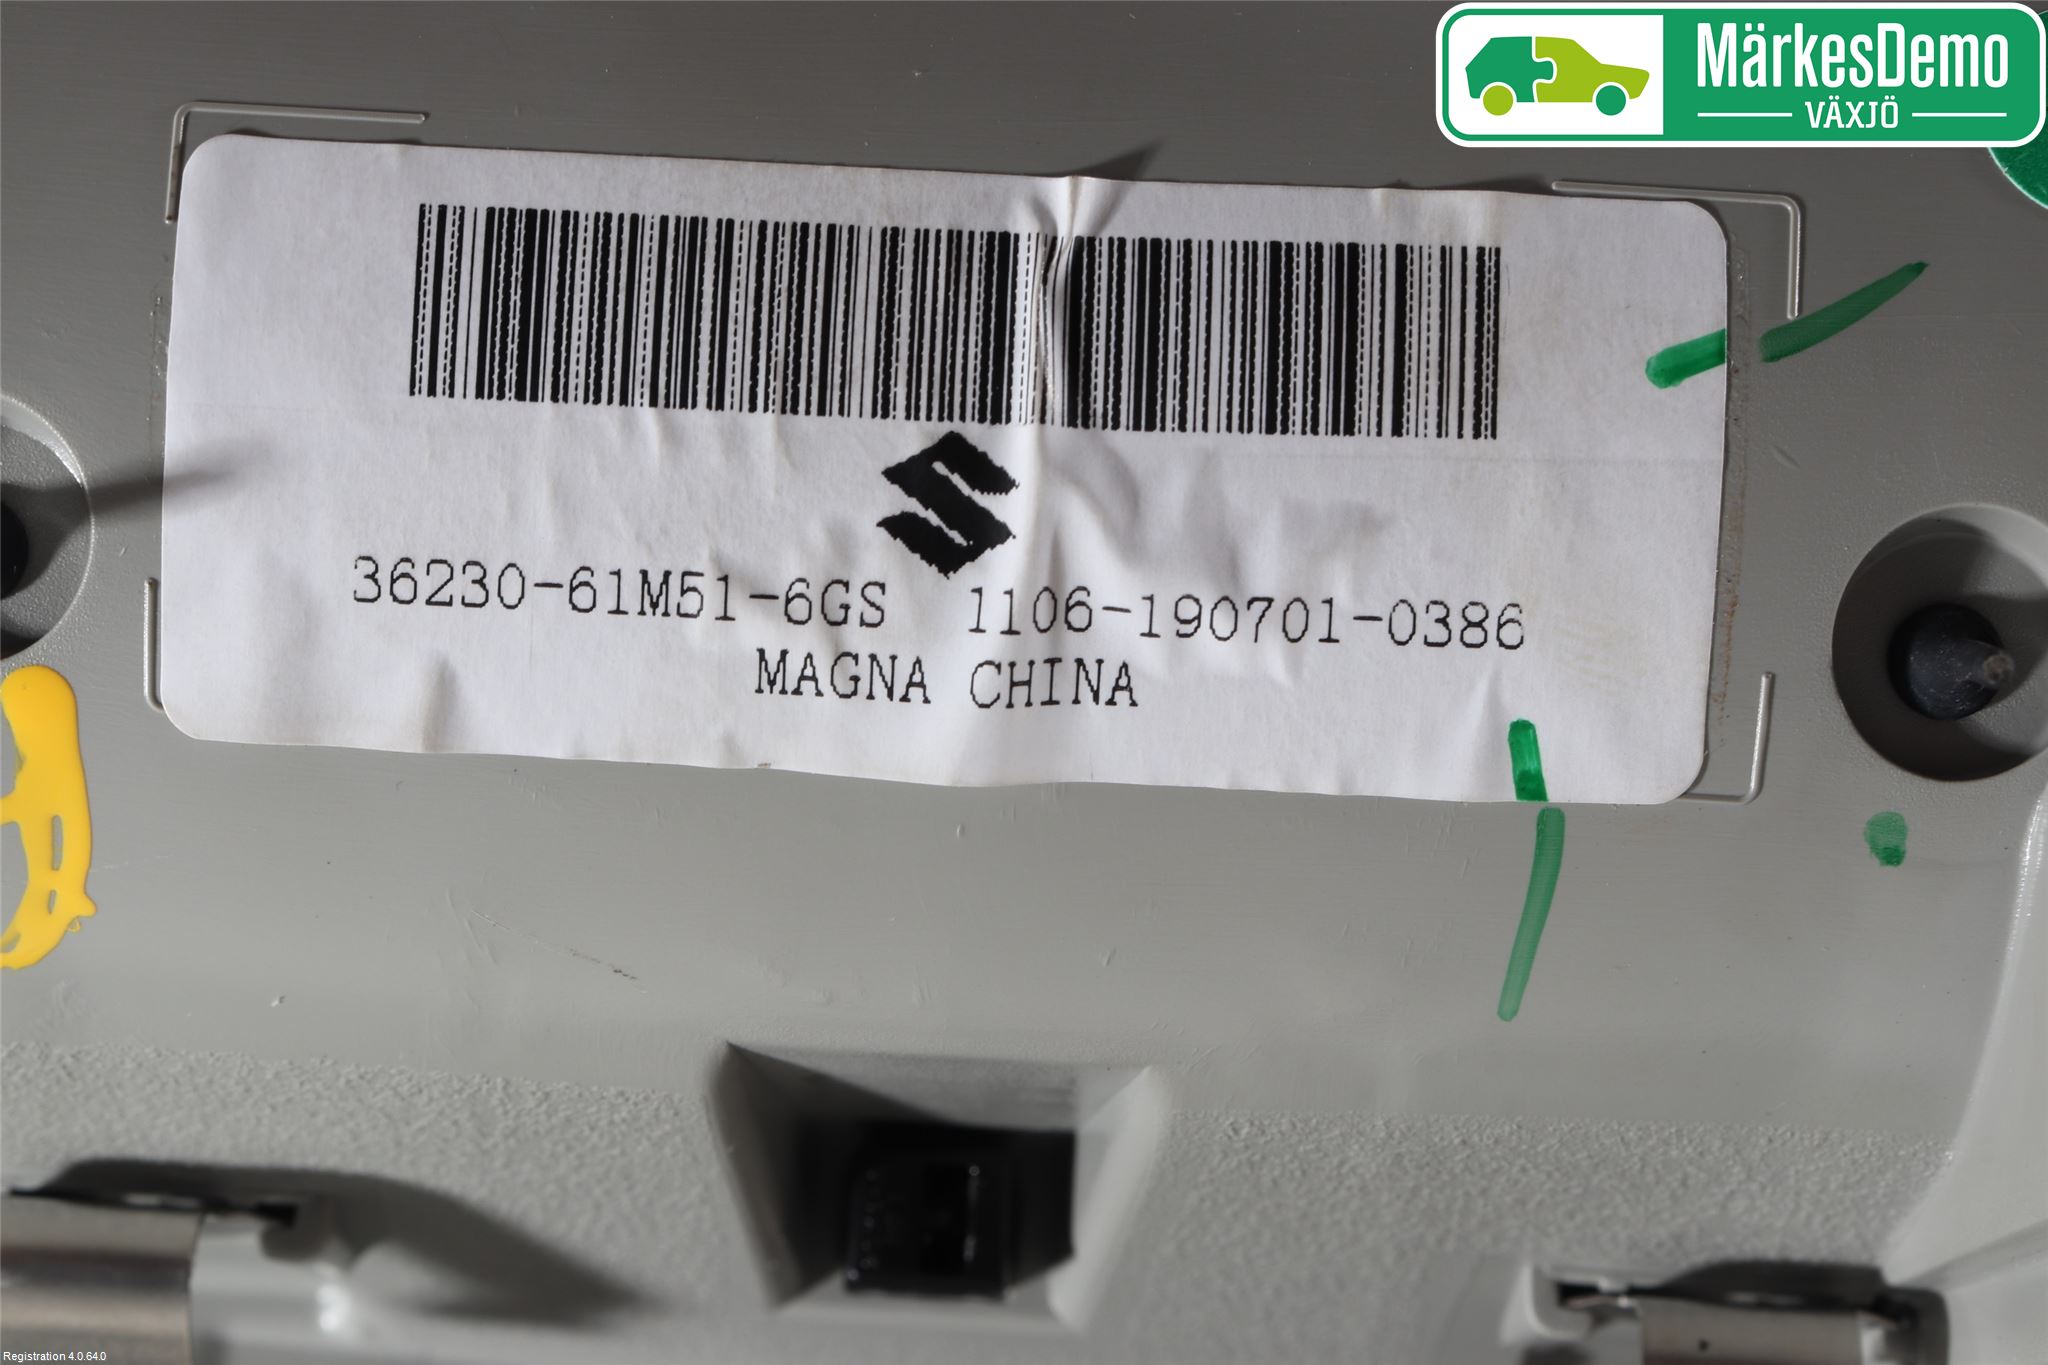 MärkesDemo
VÄXJÖ
36230-61M51-6GS 1106-190701-0386
MAGNA CHINA
Registration 4.0.64.0